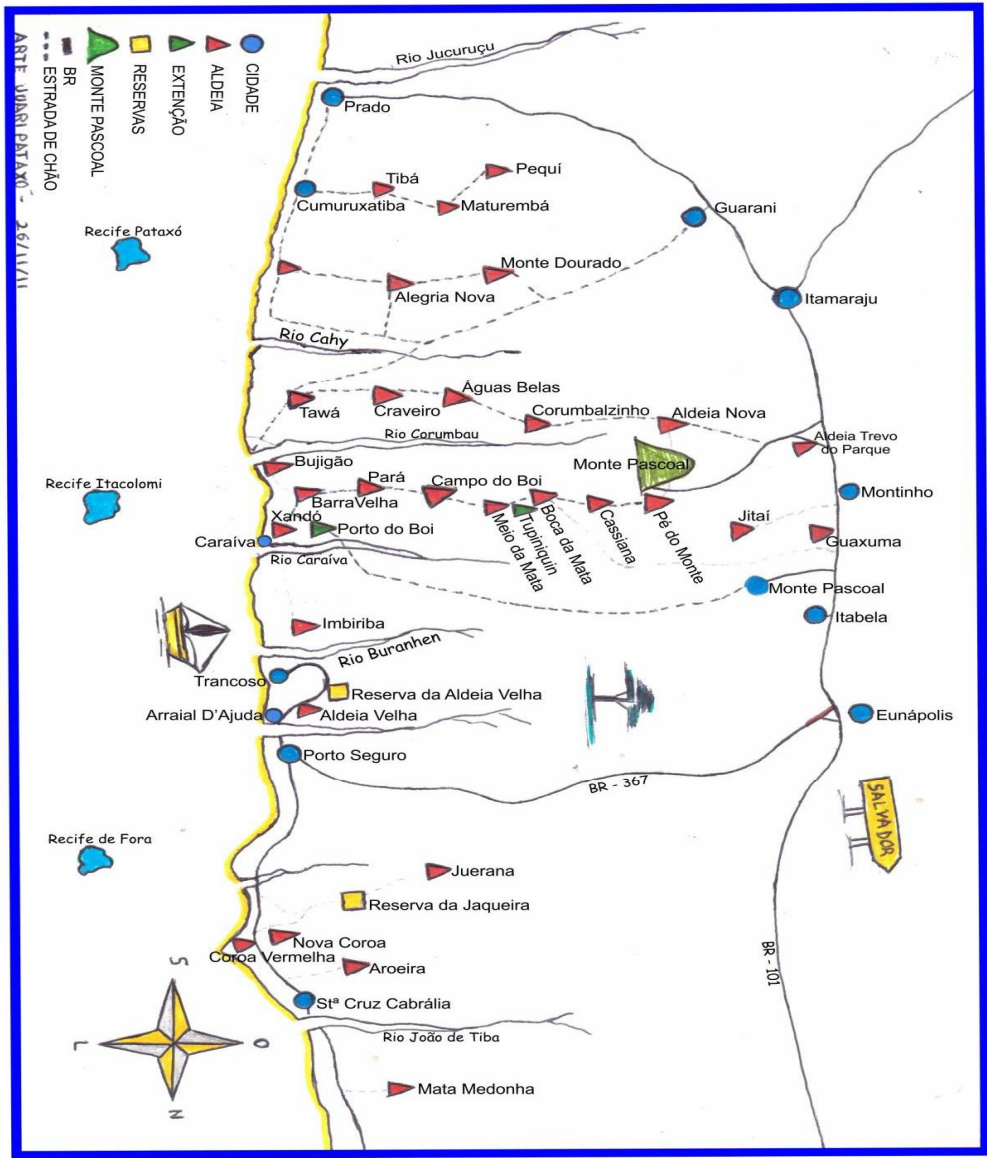 Rio Jucuruçu
Prado
Pequí
Tibá
Cumuruxatiba
Maturembá
Guarani
Recife Pataxó
Monte Dourado
Alegria Nova
Itamaraju
Rio Cahy
Águas Belas
Tawá
Craveiro
Corumbalzinho
Aldeia Nova
Rio Corumbau
Aldeia Trevo
do Parque
Bujigão
Monte Pascoal
Recife Itacolomi
Pará
Campo do Boi
Montinho
BarraVelha
Xandó
Porto do Boi
Meio da Mata
Tupiniquin
Boca da Mata
Cassiana
Pé do Monte
Jitaí
Guaxuma
Caraíva
Rio Caraíva
Monte Pascoal
Imbiriba
Itabela
Rio Buranhen
Trancoso
Reserva da Aldeia Velha
Arraial D'Ajuda
Aldeia Velha
Eunápolis
Porto Seguro
BR - 367
SALVADOR
Recife de Fora
Juerana
Reserva da Jaqueira
Nova Coroa
Coroa Vermelha
Aroeira
BR - 101
Stª Cruz Cabrália
Rio João de Tiba
Mata Medonha
S
L
O
N
CIDADE
ALDEIA
EXTENÇÃO
RESERVAS
MONTE PASCOAL
BR
ESTRADA DE CHÃO
ARTE JUARI PATAXÓ - 26/11/11